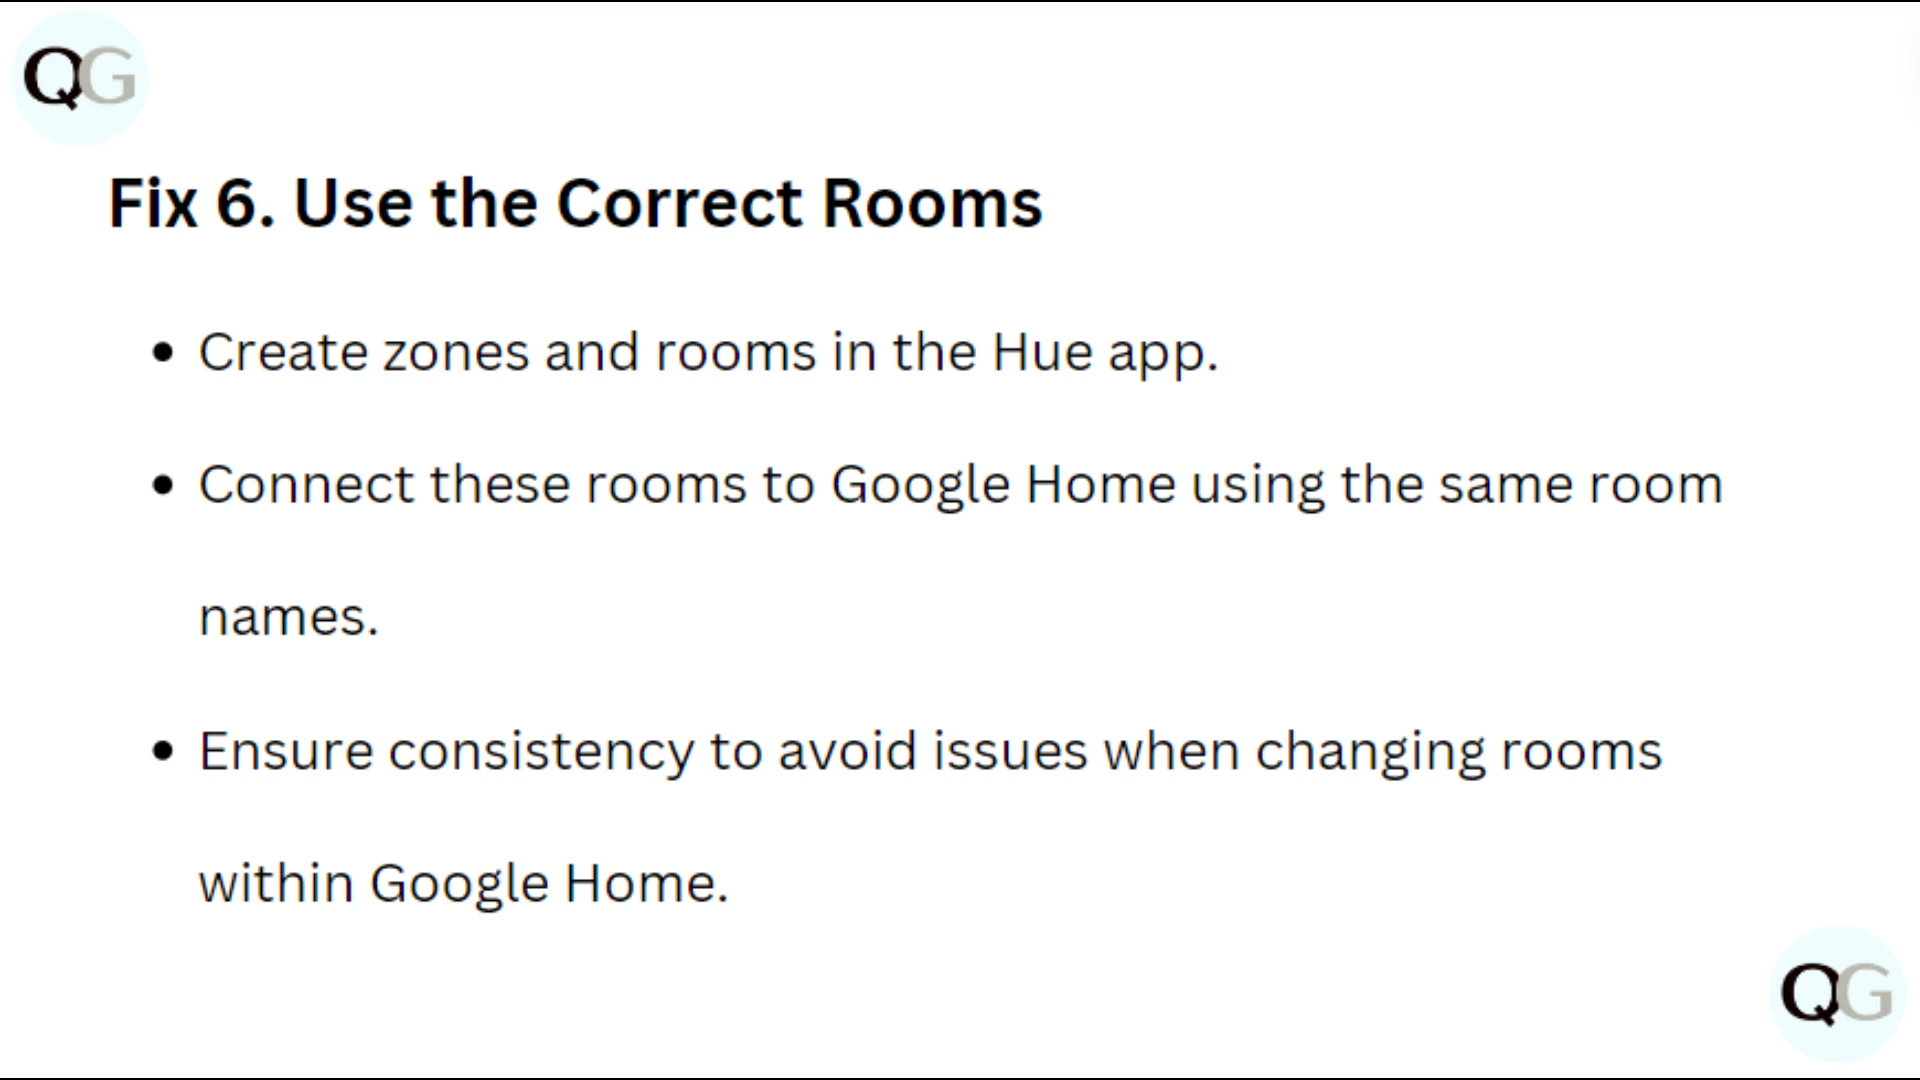 QG
Fix 6. Use the Correct Rooms
• Create zones and rooms in the Hue app.
• Connect these rooms to Google Home using the same room
names.
• Ensure consistency to avoid issues when changing rooms
within Google Home.
QG